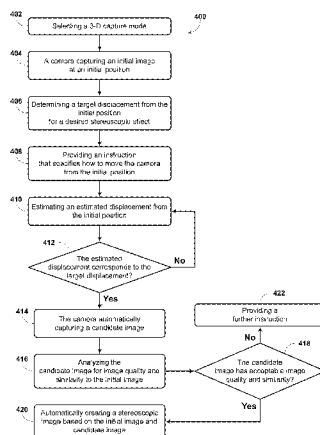 402
Selecting a 3-D capture mode
400
404
A camera capturing an initial image
at an initial position
406
Determining a target displacement from the
initial position
for a desired stereoscopic effect
408
Providing an instruction
that specifies how to move the camera
from the initial position
410
Estimating an estimated displacement from
the initial position
412
The estimated
displacement corresponds to the
target displacement?
No
Yes
414
The camera automatically
capturing a candidate image
416
Analyzing the
candidate image for image quality and
similarity to the initial image
422
Providing a
further instruction
No
418
The candidate
image has acceptable image
quality and similarity?
Yes
420
Automatically creating a stereoscopic
image based on the initial image and
candidate image